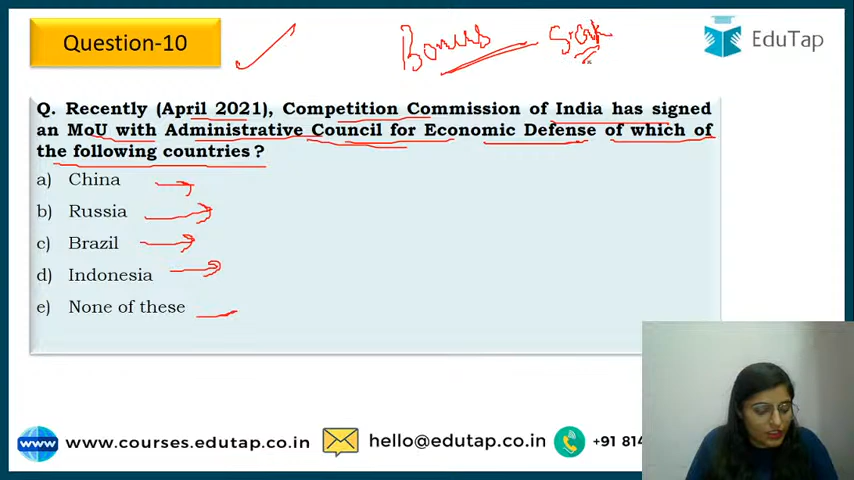 Question-10
Bonus
EduTap
Q. Recently (April 2021), Competition Commission of India has signed
an MoU with Administrative Council for Economic Defense of which of
the following countries ?
a) China
b) Russia
c) Brazil
d) Indonesia
e) None of these
www
www.courses.edutap.co.in
hello@edutap.co.in
+91 814